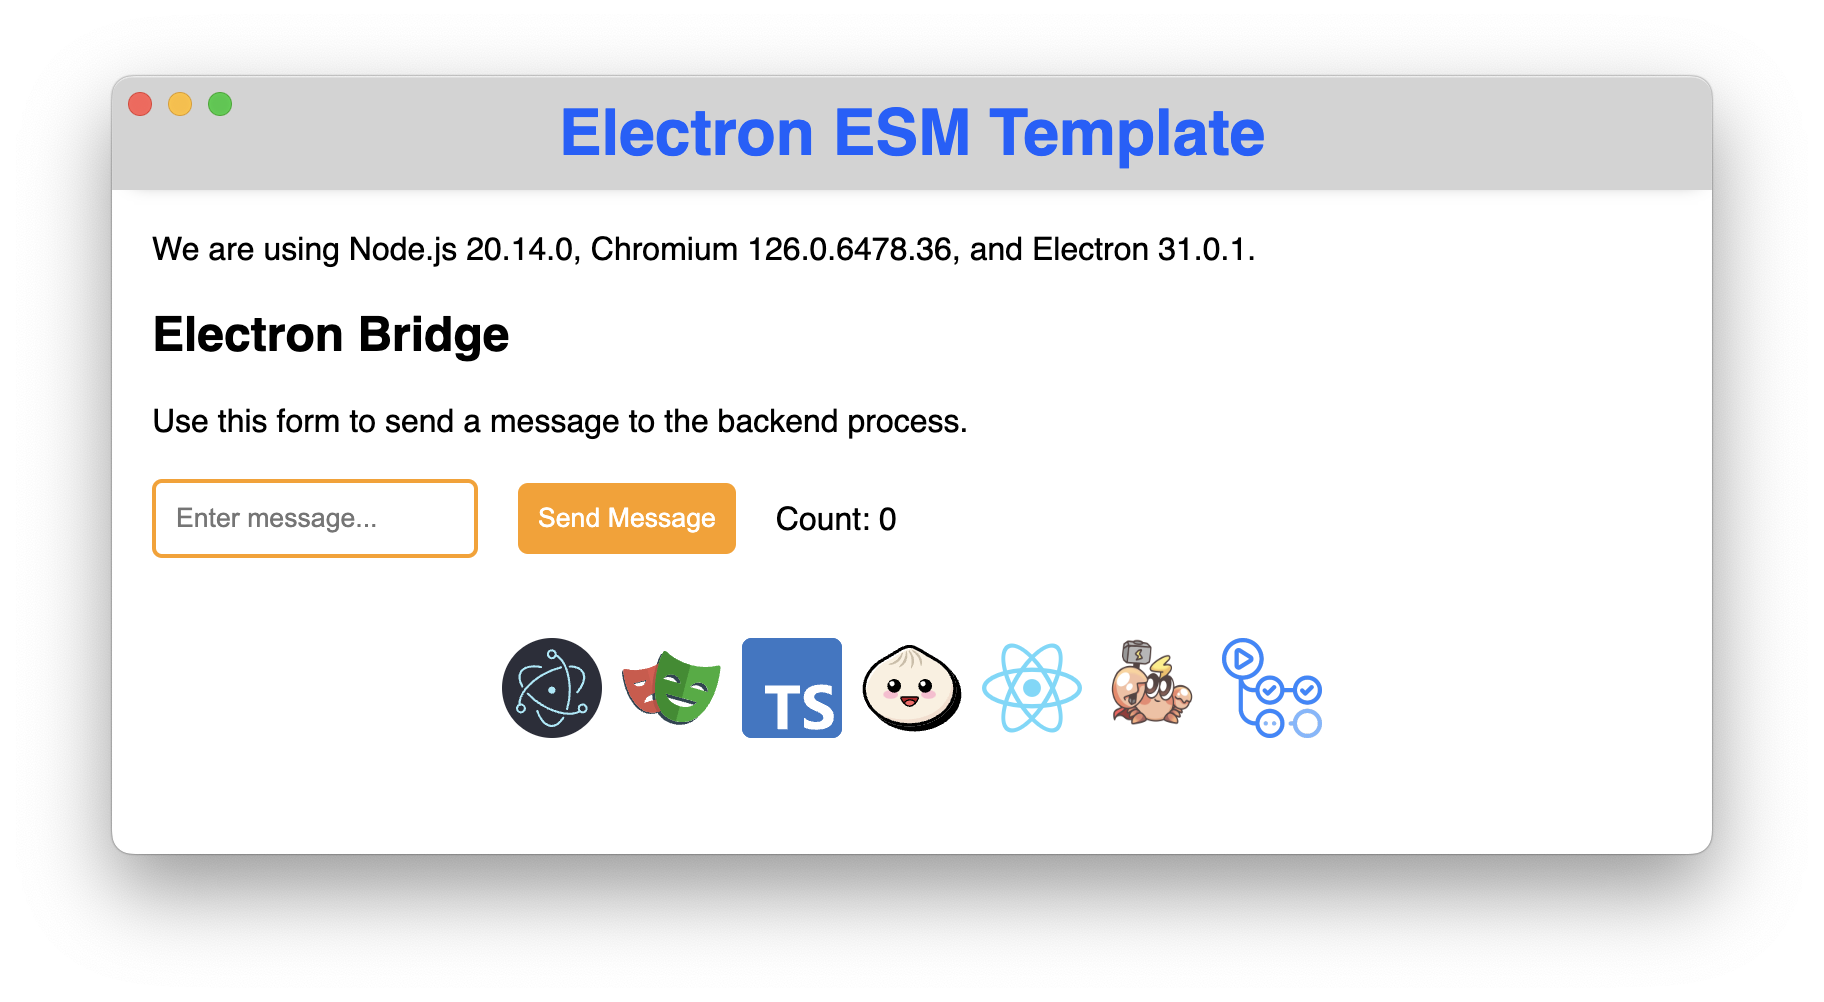 Electron ESM Template
We are using Node.js 20.14.0, Chromium 126.0.6478.36, and Electron 31.0.1.
Electron Bridge
Use this form to send a message to the backend process.
Enter message...
Send Message
Count: 0
TS